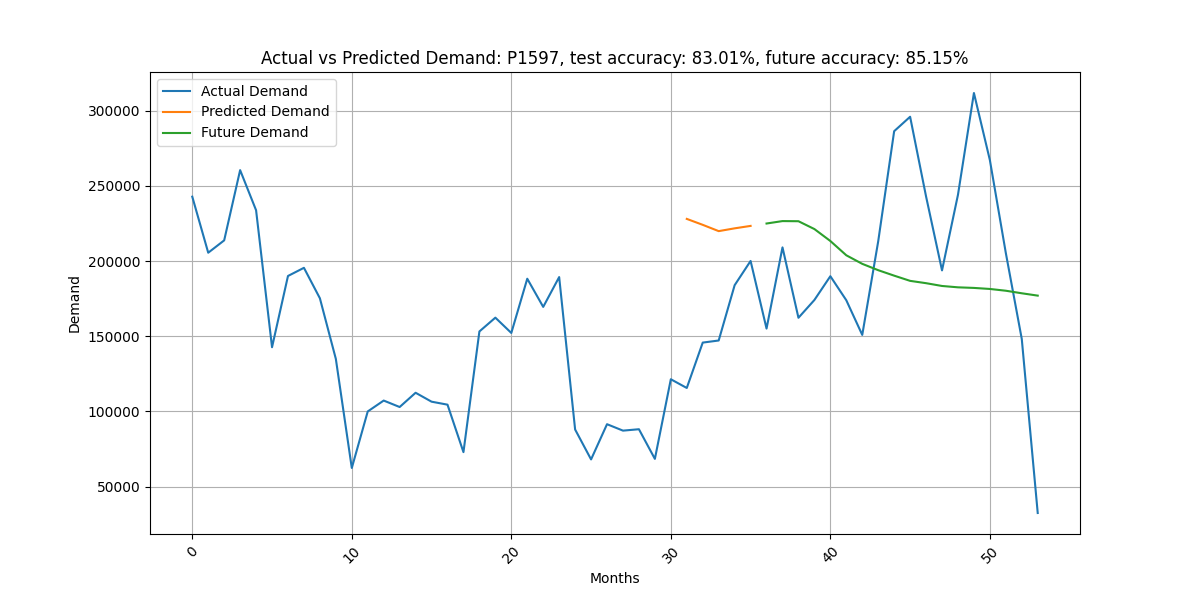 Actual vs Predicted Demand: P1597, test accuracy: 83.01%, future accuracy: 85.15%
Actual Demand
Predicted Demand
Future Demand
300000
250000
200000
150000
100000
50000
Demand
0
10
20
30
40
50
Months